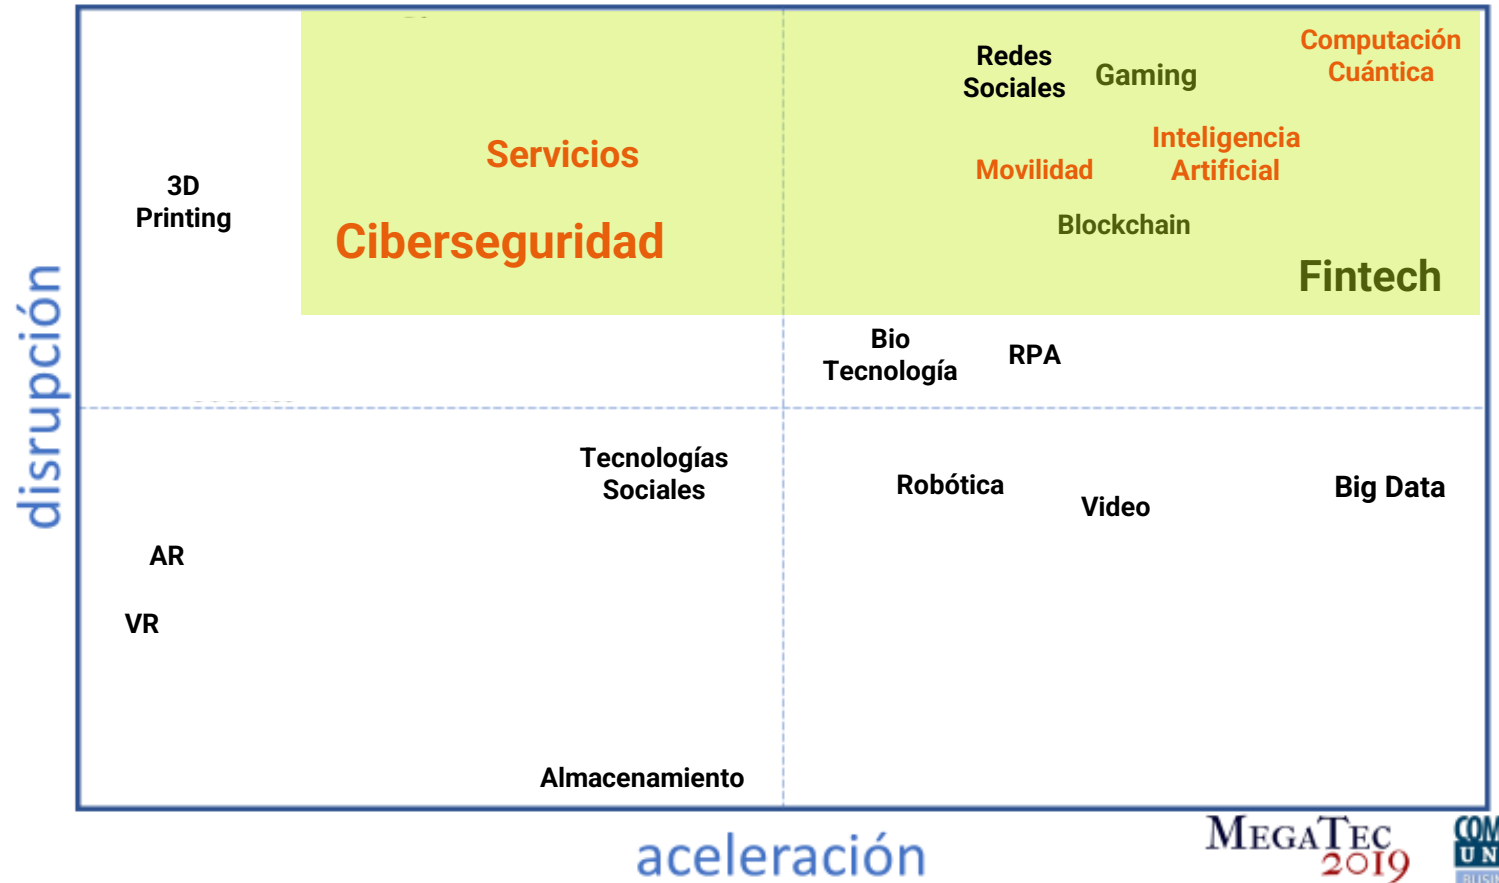 Redes
Sociales
Gaming
Computación
Cuántica
Servicios
Movilidad
Inteligencia
Artificial
3D
Printing
Ciberseguridad
Blockchain
Fintech
Bio
Tecnología
RPA
disrupción
Tecnologías
Sociales
Robótica
Video
Big Data
AR
VR
Almacenamiento
aceleración
MEGATEC
2019